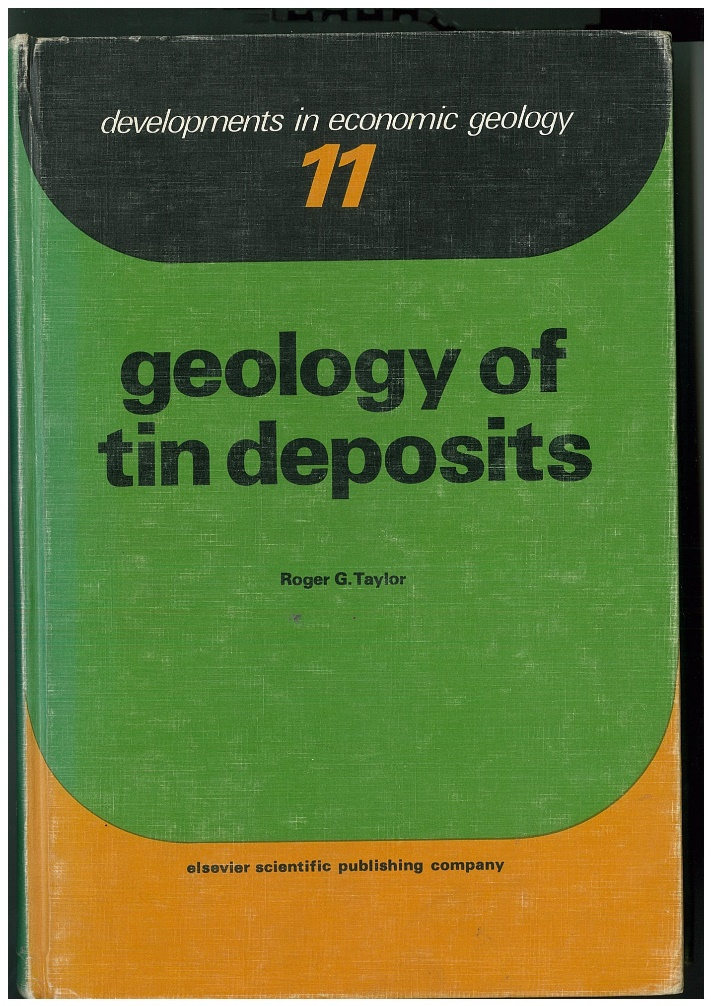 developments in economic geology
11
geology of
tin deposits
Roger G. Taylor
elsevier scientific publishing company